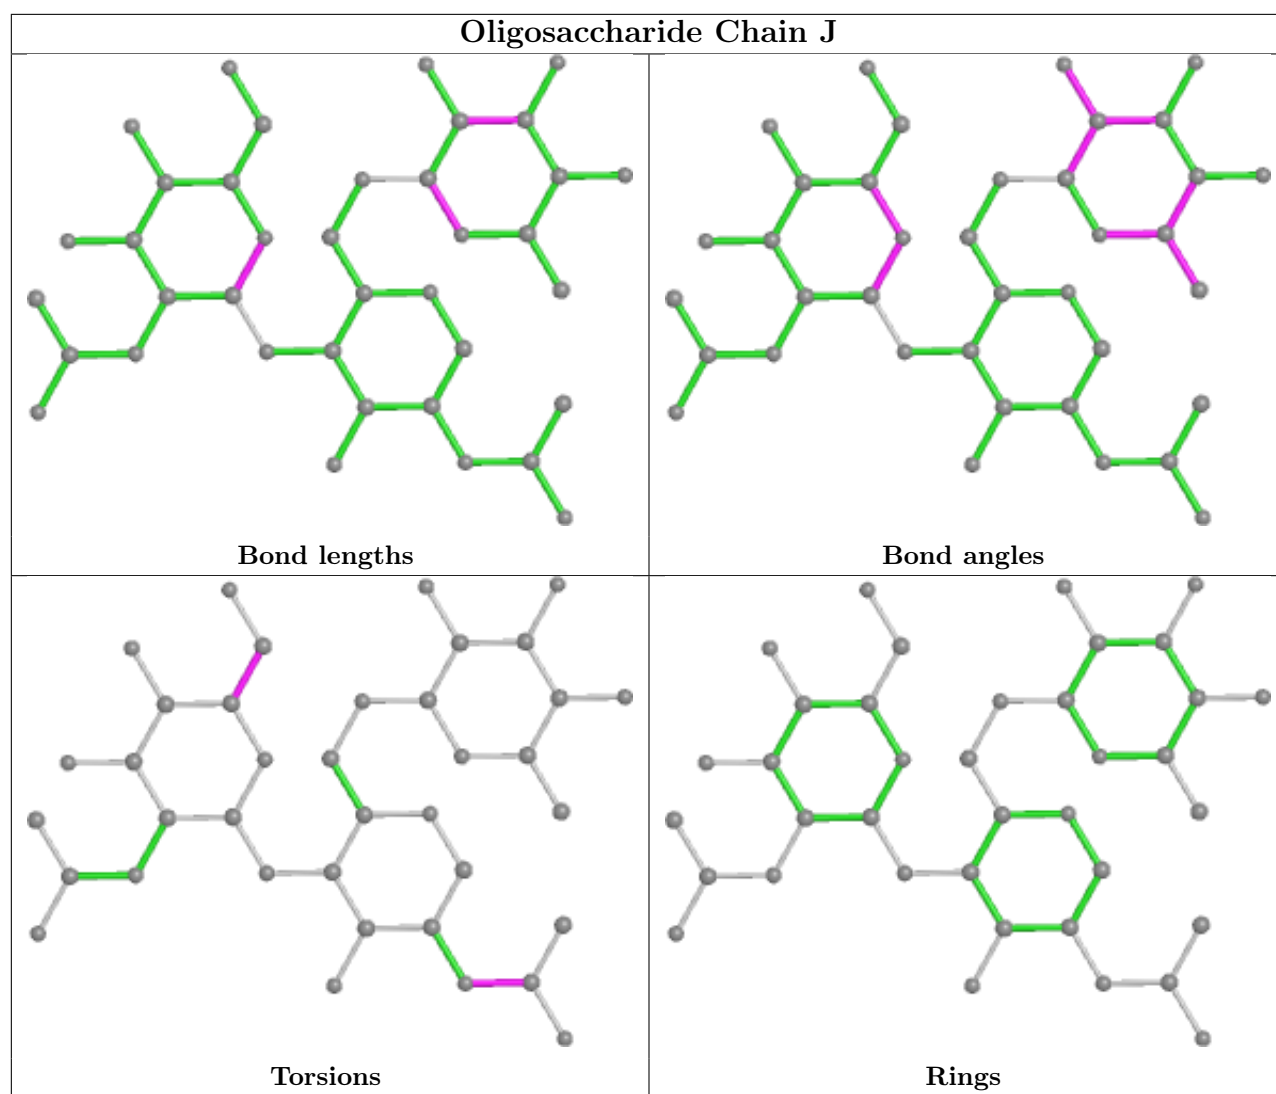 Oligosaccharide Chain J
Bond lengths
Bond angles
Torsions
Rings